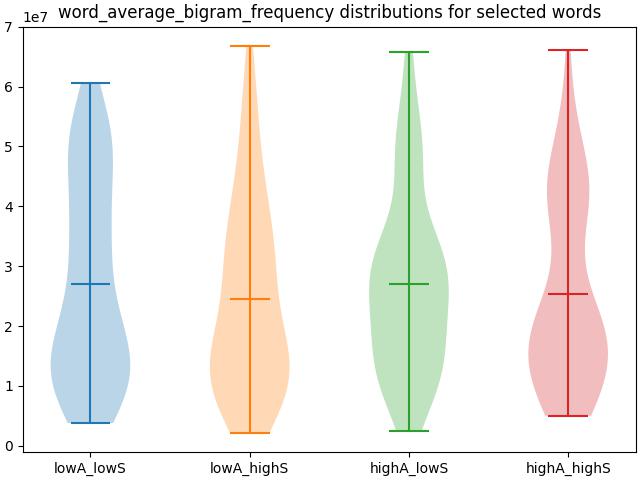 word_average_bigram_frequency distributions for selected words
1e7
7
6
5
4
3
2
1
0
lowA_lowS lowA_highS highA_lowS highA_highS